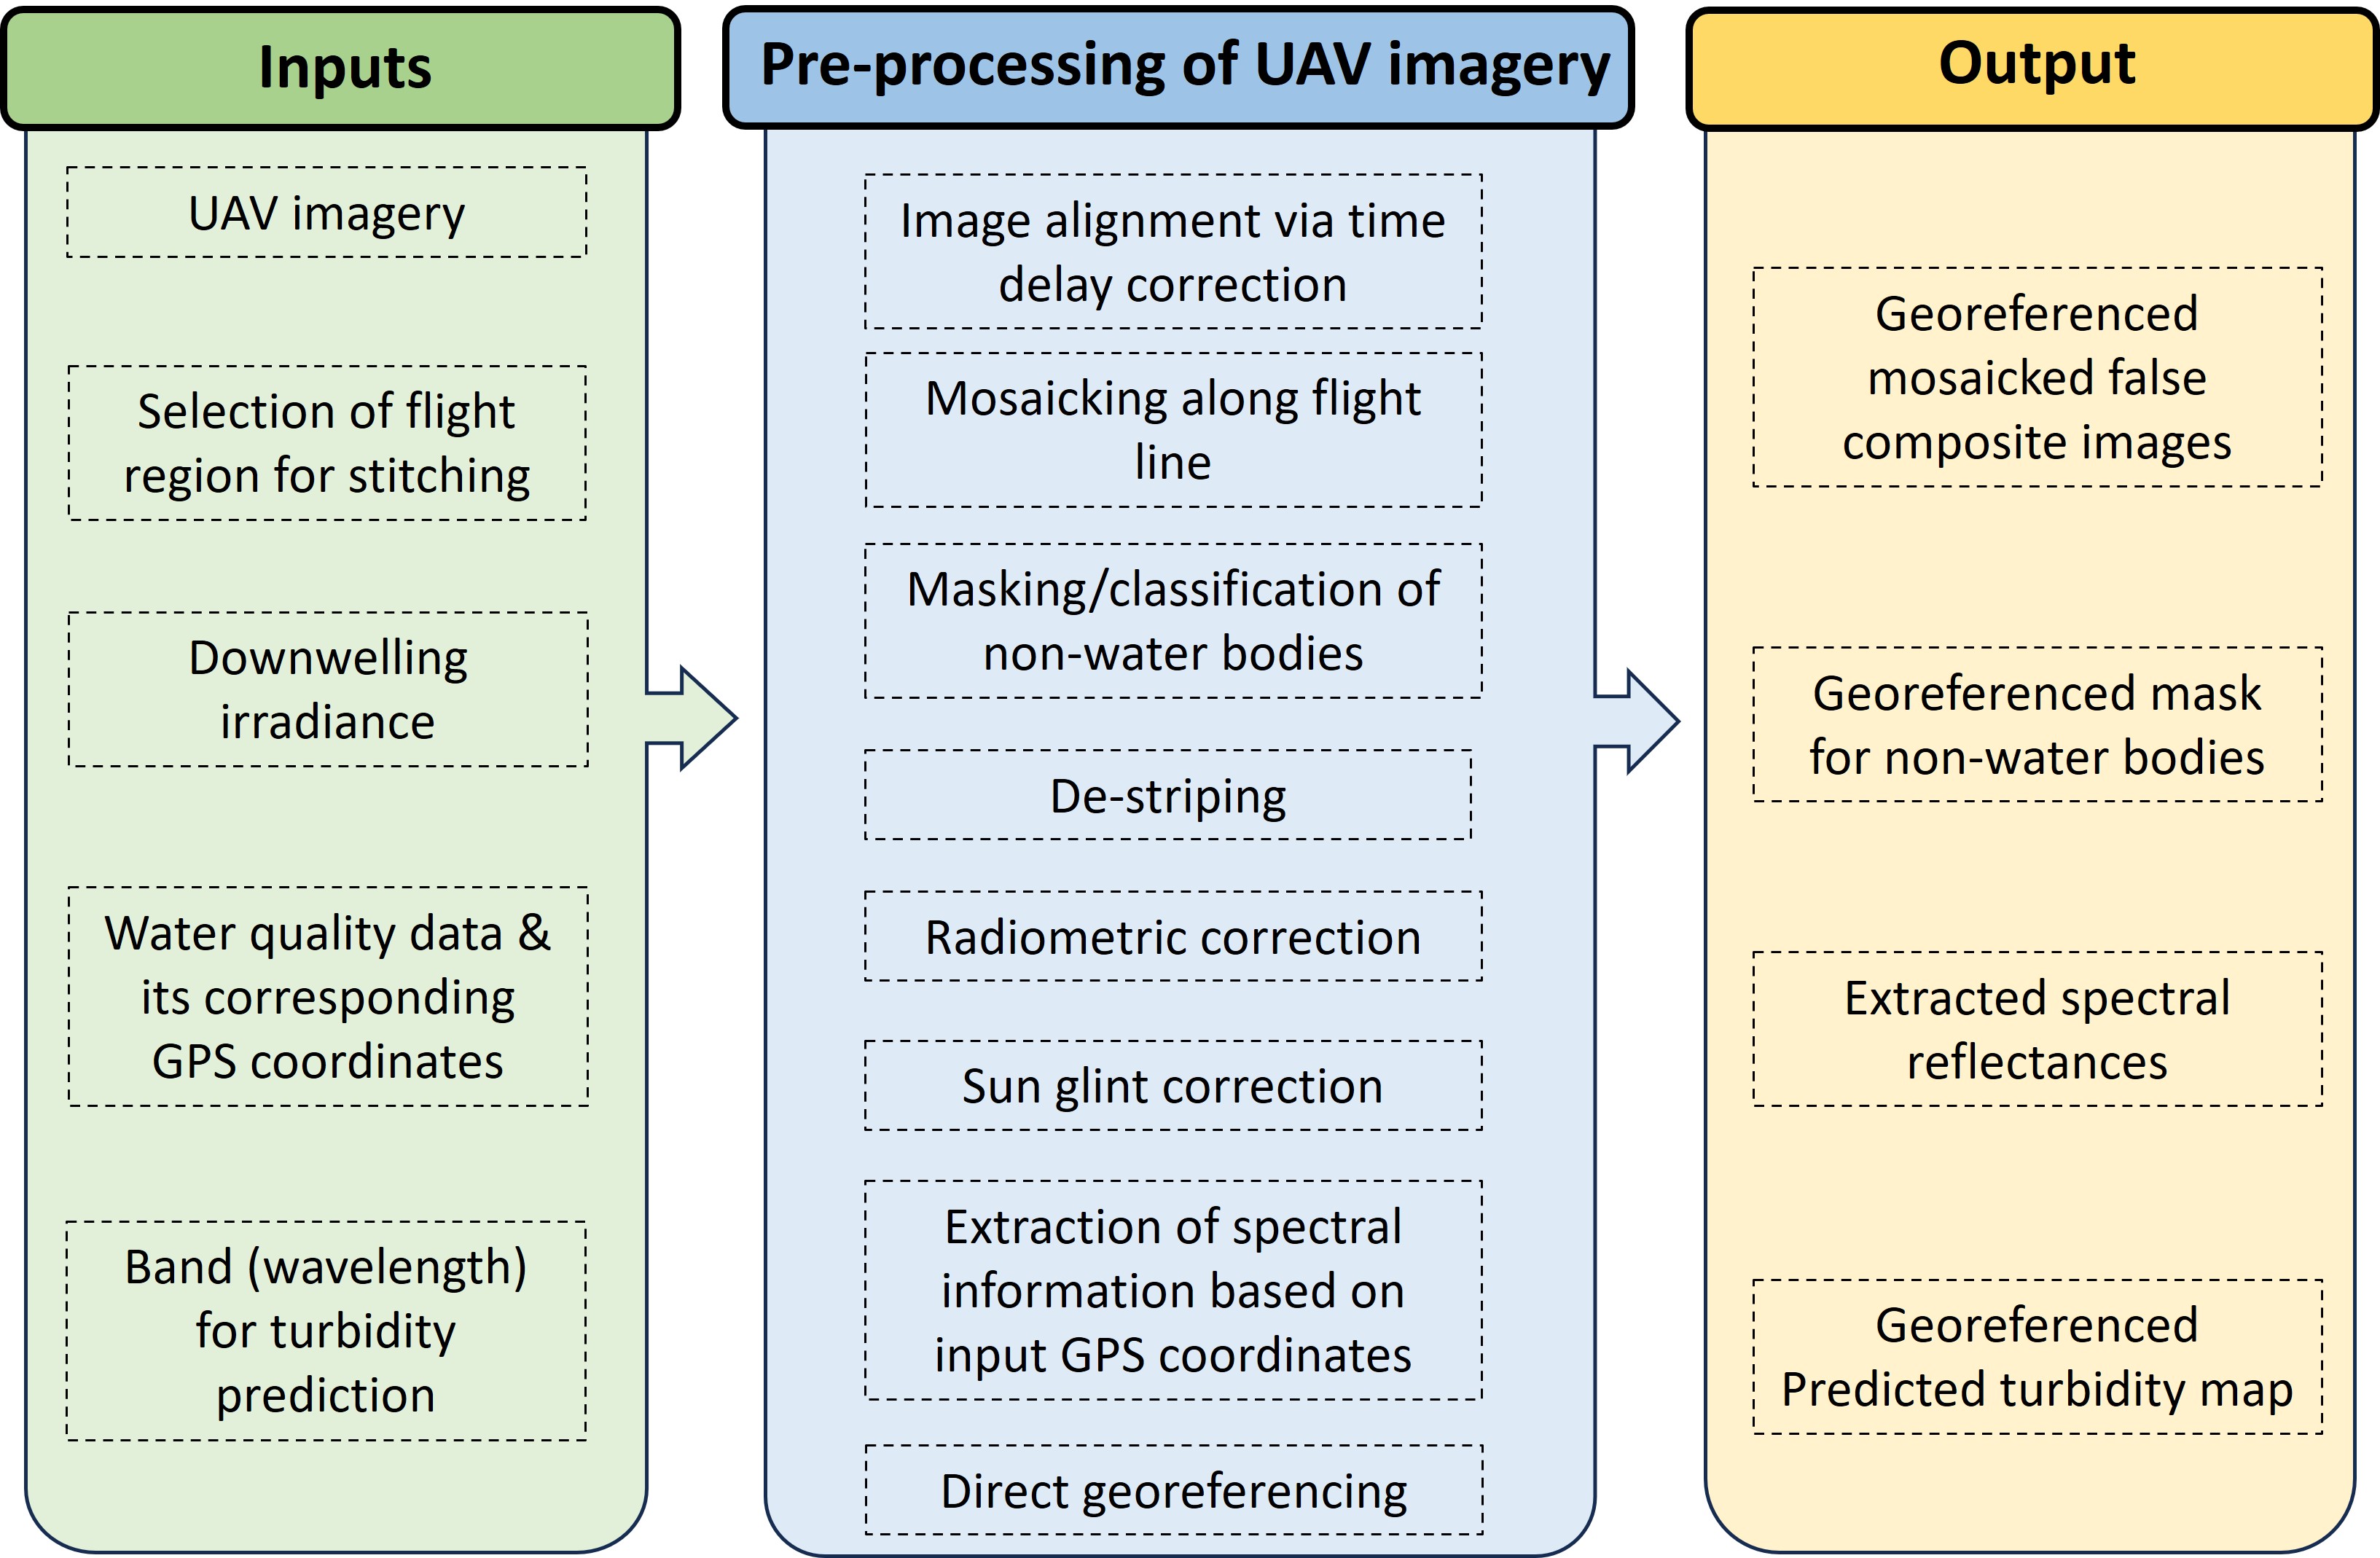 Inputs
UAV imagery
Selection of flight
region for stitching
Downwelling
irradiance
Water quality data &
its corresponding
GPS coordinates
Band (wavelength)
for turbidity
prediction
Pre-processing of UAV imagery
Image alignment via time
delay correction
Mosaicking along flight
line
Masking/classification of
non-water bodies
De-striping
Radiometric correction
Sun glint correction
Extraction of spectral
information based on
input GPS coordinates
Direct georeferencing
Output
Georeferenced
mosaicked false
composite images
Georeferenced mask
for non-water bodies
Extracted spectral
reflectances
Georeferenced
Predicted turbidity map